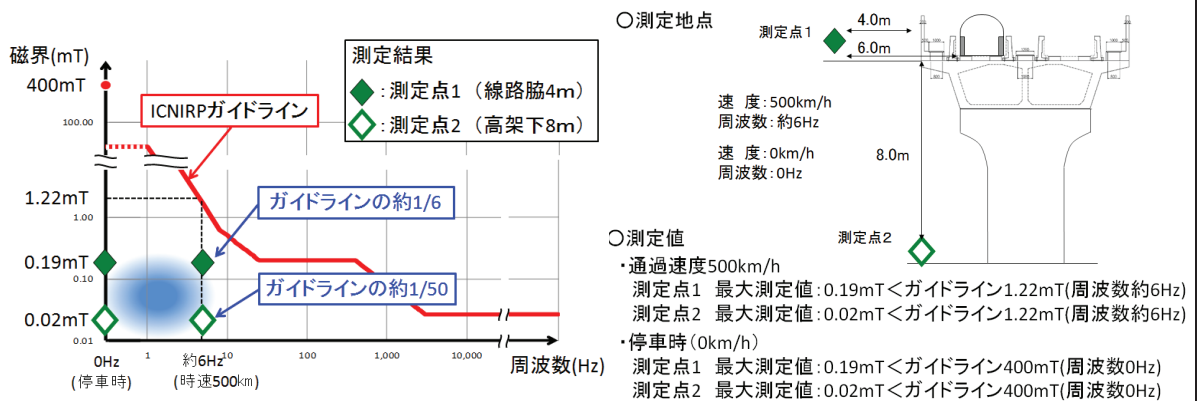 磁界(mT)
400mT
100.00
1.22mT
1.00
0.19mT
0.10
0.02mT
0.01
ICNIRPガイドライン
測定結果
:測定点1 (線路脇4m)
:測定点2 (高架下8m)
ガイドラインの約1/6
ガイドラインの約1/50
0Hz
(停車時)
1
約6Hz
(時速500km)
10
100
1,000
10,000
周波数(Hz)
○測定地点
測定点1
4.0m
6.0m
速 度:500km/h
周波数:約6Hz
速 度:0km/h
周波数:0Hz
8.0m
測定点2
○測定値
・通過速度500km/h
測定点1 最大測定値:0.19mT<ガイドライン1.22mT(周波数約6Hz)
測定点2 最大測定値:0.02mT<ガイドライン1.22mT(周波数約6Hz)
・停車時(0km/h)
測定点1 最大測定値:0.19mT<ガイドライン400mT(周波数0Hz)
測定点2 最大測定値:0.02mT<ガイドライン400mT(周波数0Hz)